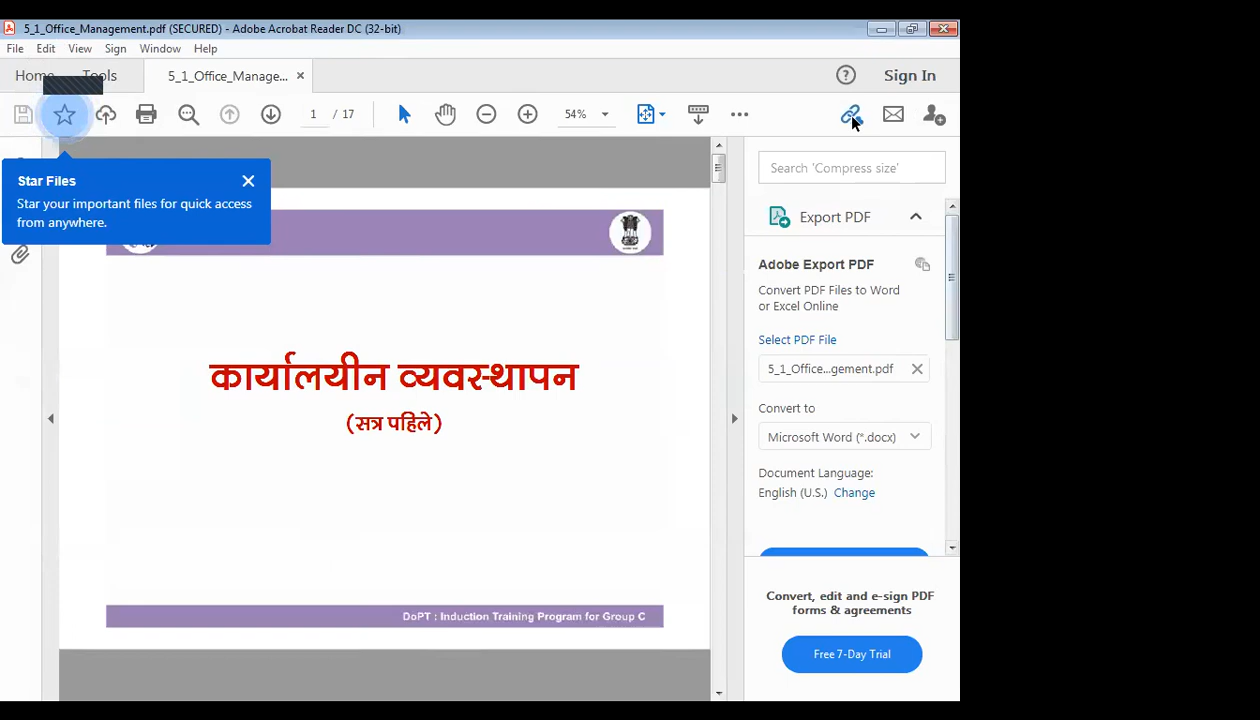 5_1_Office_Management.pdf (SECURED) - Adobe Acrobat Reader DC (32-bit)
File Edit View Sign Window Help
Home Tools 5_1_Office_Manage... Sign In
1 / 17 54%
Search 'Compress size'
Star Files
Star your important files for quick access
from anywhere.
Export PDF
Adobe Export PDF
Convert PDF Files to Word
or Excel Online
Select PDF File
5_1_Office...gement.pdf
Convert to
Microsoft Word (*.docx)
Document Language:
English (U.S.) Change
कार्यालयीन व्यवस्थापन
(सत्र पहिले)
DoPT : Induction Training Program for Group C
Convert, edit and e-sign PDF
forms & agreements
Free 7-Day Trial